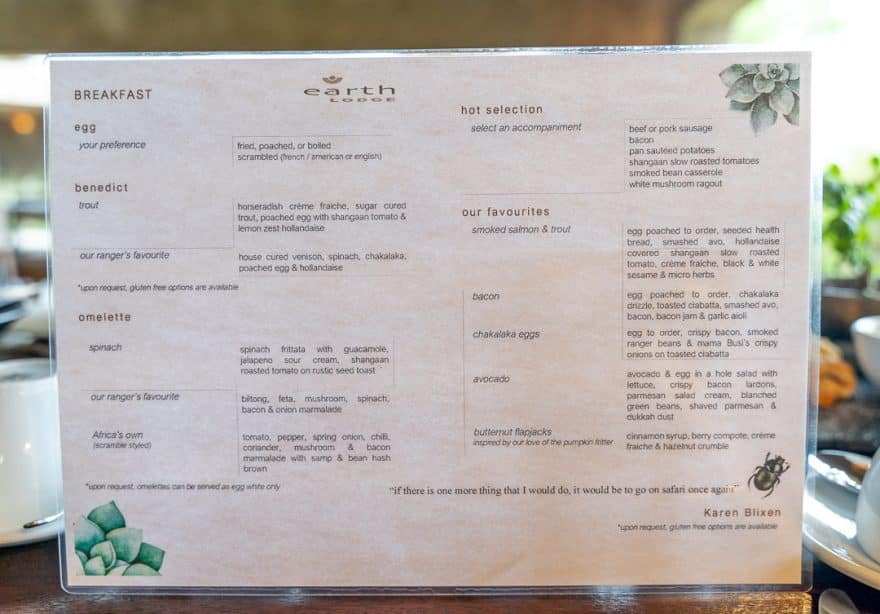 BREAKFAST
earth
LODGE
egg
your preference
fried, poached, or boiled
scrambled (french / american or english)
benedict
trout
horseradish crème fraiche, sugar cured
trout, poached egg with shangaan tomato &
lemon zest hollandaise
our ranger's favourite
house cured venison, spinach, chakalaka,
poached egg & hollandaise
*upon request, gluten free options are available
omelette
spinach
spinach frittata with guacamole,
jalapeno sour cream, shangaan
roasted tomato on rustic seed toast
our ranger's favourite
biltong, feta, mushroom, spinach,
bacon & onion marmalade
Africa's own
(scramble styled)
tomato, pepper, spring onion, chilli,
coriander, mushroom & bacon
marmalade with samp & bean hash
brown
*upon request, omelettes can be served as egg white only
hot selection
select an accompaniment
beef or pork sausage
bacon
pan sautéed potatoes
shangaan slow roasted tomatoes
smoked bean casserole
white mushroom ragout
our favourites
smoked salmon & trout
egg poached to order, seeded health
bread, smashed avo, hollandaise
covered shangaan slow roasted
tomato, crème fraiche, black & white
sesame & micro herbs
bacon
egg poached to order, chakalaka
drizzle, toasted ciabatta, smashed avo,
bacon, bacon jam & garlic aioli
chakalaka eggs
egg to order, crispy bacon, smoked
ranger beans & mama Busi's crispy
onions on toasted ciabatta
avocado
avocado & egg in a hole salad with
lettuce, crispy bacon lardons,
parmesan salad cream, blanched
green beans, shaved parmesan &
dukkah dust
butternut flapjacks
inspired by our love of the pumpkin fritter
cinnamon syrup, berry compote, crème
fraiche & hazelnut crumble
"if there is one more thing that I would do, it would be to go on safari once again"
Karen Blixen
*upon request, gluten free options are available